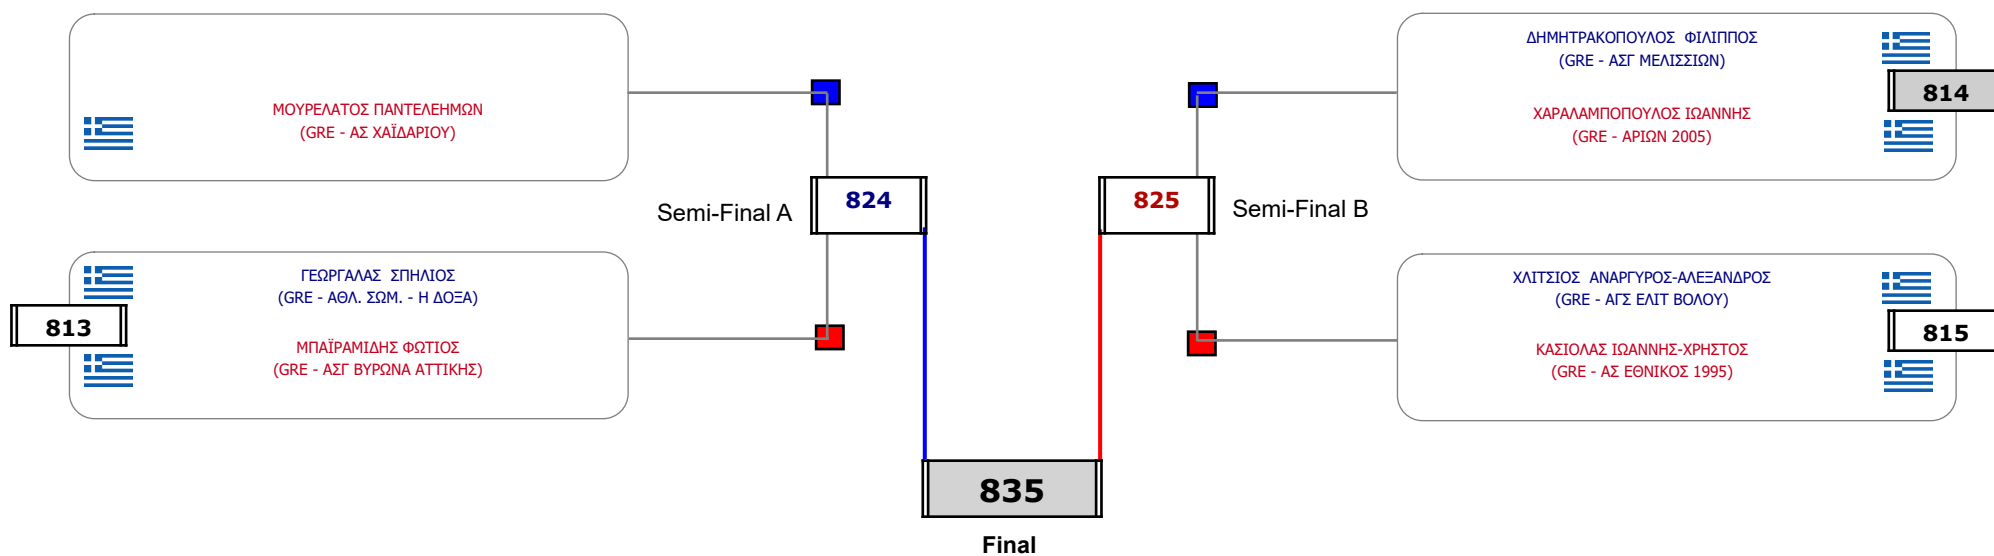 ΜΟΥΡΕΛΑΤΟΣ ΠΑΝΤΕΛΕΗΜΩΝ
(GRE - ΑΣ ΧΑΪΔΑΡΙΟΥ)
ΔΗΜΗΤΡΑΚΟΠΟΥΛΟΣ ΦΙΛΙΠΠΟΣ
(GRE - ΑΣΓ ΜΕΛΙΣΣΙΩΝ)
814
ΧΑΡΑΛΑΜΠΟΠΟΥΛΟΣ ΙΩΑΝΝΗΣ
(GRE - ΑΡΙΩΝ 2005)
Semi-Final A
824
825
Semi-Final B
ΓΕΩΡΓΑΛΑΣ ΣΠΗΛΙΟΣ
(GRE - ΑΘΛ. ΣΩΜ. - Η ΔΟΞΑ)
813
ΜΠΑΪΡΑΜΙΔΗΣ ΦΩΤΙΟΣ
(GRE - ΑΣΓ ΒΥΡΩΝΑ ΑΤΤΙΚΗΣ)
ΧΛΙΤΣΙΟΣ ΑΝΑΡΓΥΡΟΣ-ΑΛΕΞΑΝΔΡΟΣ
(GRE - ΑΓΣ ΕΛΙΤ ΒΟΛΟΥ)
815
ΚΑΣΙΟΛΑΣ ΙΩΑΝΝΗΣ-ΧΡΗΣΤΟΣ
(GRE - ΑΣ ΕΘΝΙΚΟΣ 1995)
835
Final